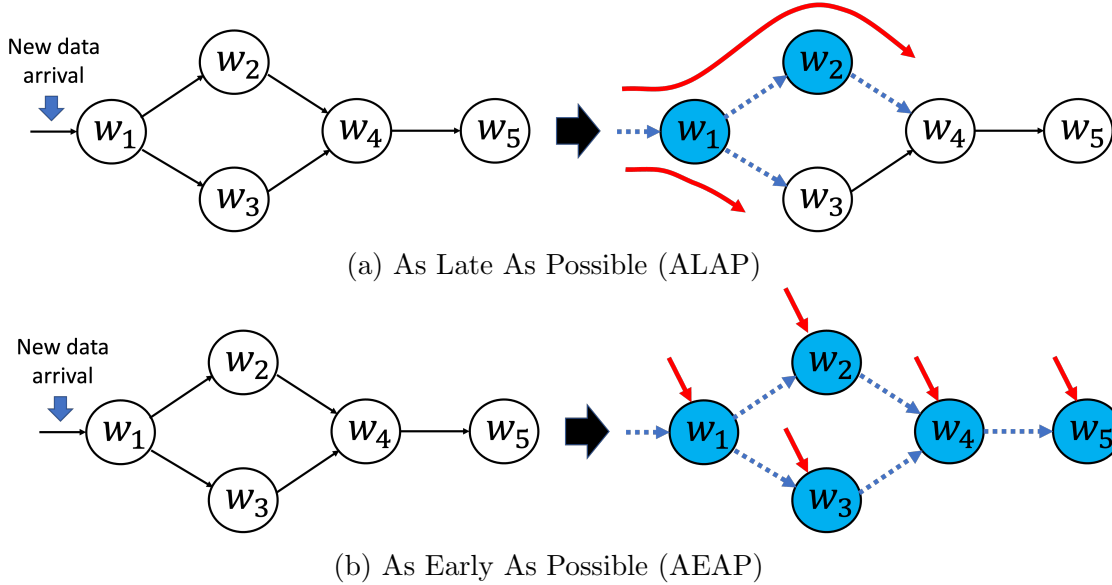 New data
arrival
w₁
w₂
w₃
w₄
w₅
w₁
w₂
w₃
w₄
w₅
(a) As Late As Possible (ALAP)
New data
arrival
w₁
w₂
w₃
w₄
w₅
w₁
w₂
w₃
w₄
w₅
(b) As Early As Possible (AEAP)